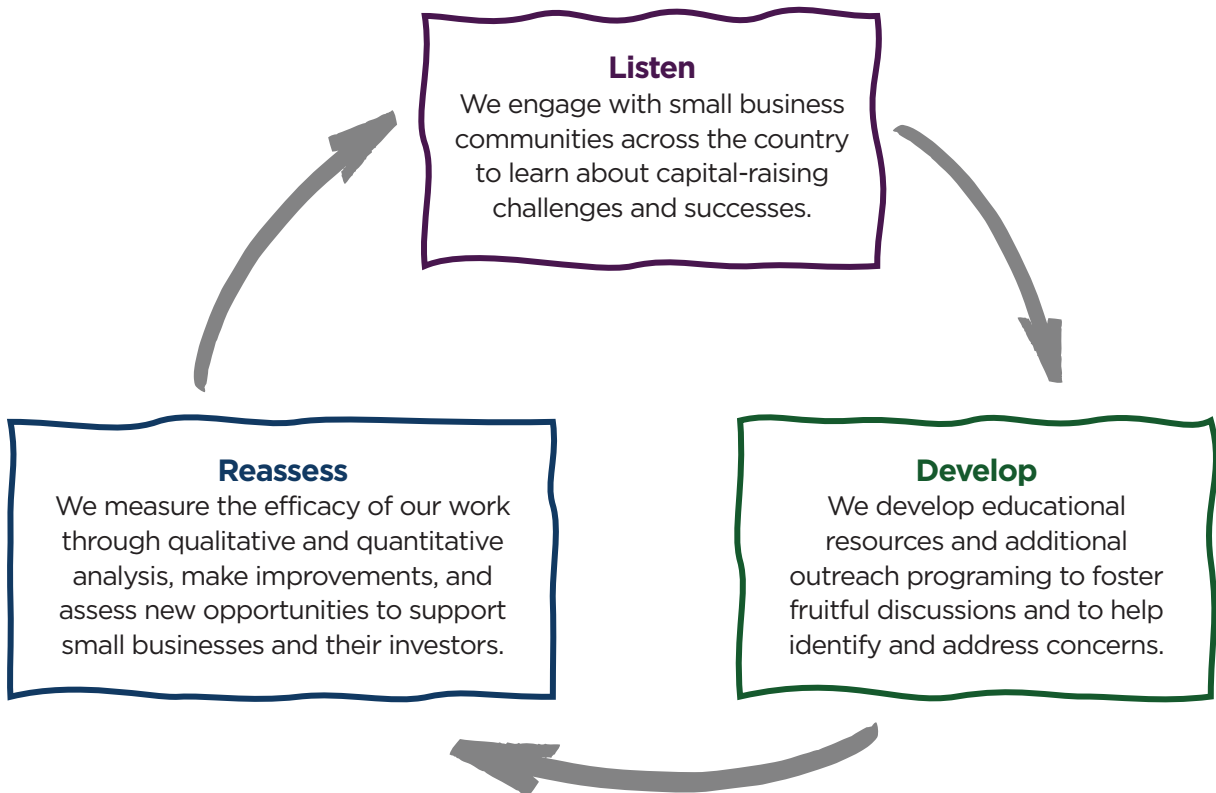 Listen
We engage with small business
communities across the country
to learn about capital-raising
challenges and successes.
Reassess
We measure the efficacy of our work
through qualitative and quantitative
analysis, make improvements, and
assess new opportunities to support
small businesses and their investors.
Develop
We develop educational
resources and additional
outreach programing to foster
fruitful discussions and to help
identify and address concerns.